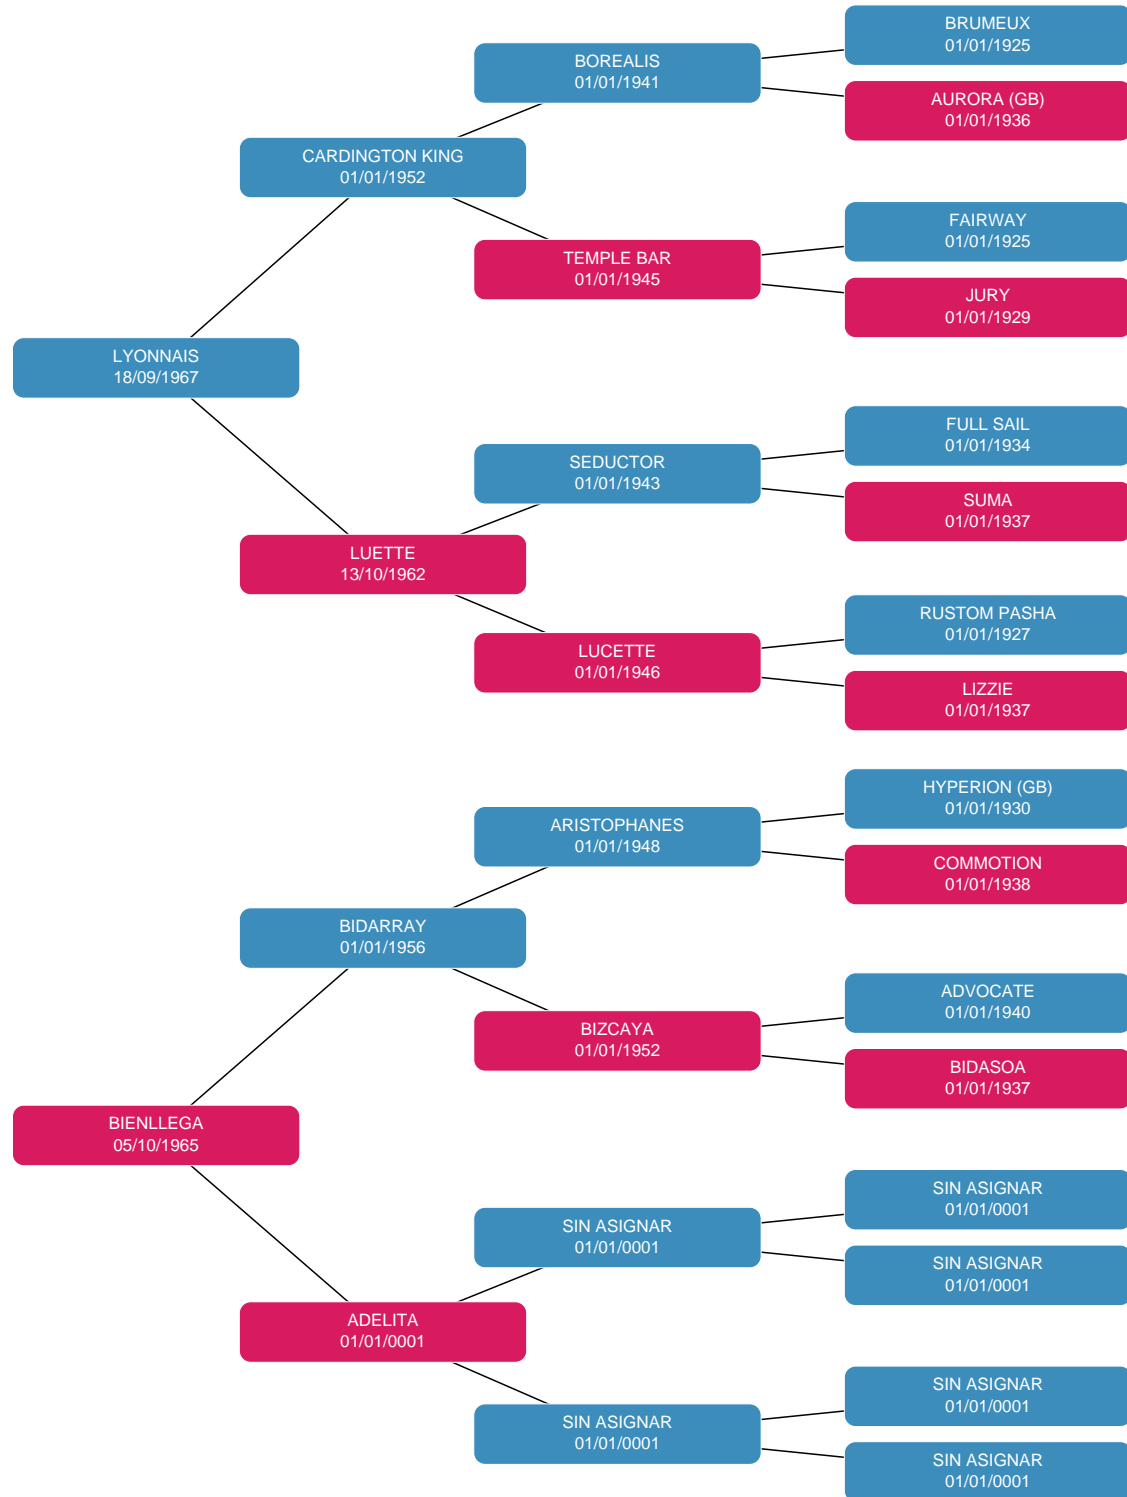 BRUMEUX
01/01/1925
BOREALIS
01/01/1941
AURORA (GB)
01/01/1936
CARDINGTON KING
01/01/1952
FAIRWAY
01/01/1925
TEMPLE BAR
01/01/1945
JURY
01/01/1929
LYONNAIS
18/09/1967
FULL SAIL
01/01/1934
SEDUCTOR
01/01/1943
SUMA
01/01/1937
LUETTE
13/10/1962
RUSTOM PASHA
01/01/1927
LUCETTE
01/01/1946
LIZZIE
01/01/1937
HYPERION (GB)
01/01/1930
ARISTOPHANES
01/01/1948
COMMOTION
01/01/1938
BIDARRAY
01/01/1956
ADVOCATE
01/01/1940
BIZCAYA
01/01/1952
BIDASOA
01/01/1937
BIENLLEGA
05/10/1965
SIN ASIGNAR
01/01/0001
SIN ASIGNAR
01/01/0001
SIN ASIGNAR
01/01/0001
ADELITA
01/01/0001
SIN ASIGNAR
01/01/0001
SIN ASIGNAR
01/01/0001
SIN ASIGNAR
01/01/0001